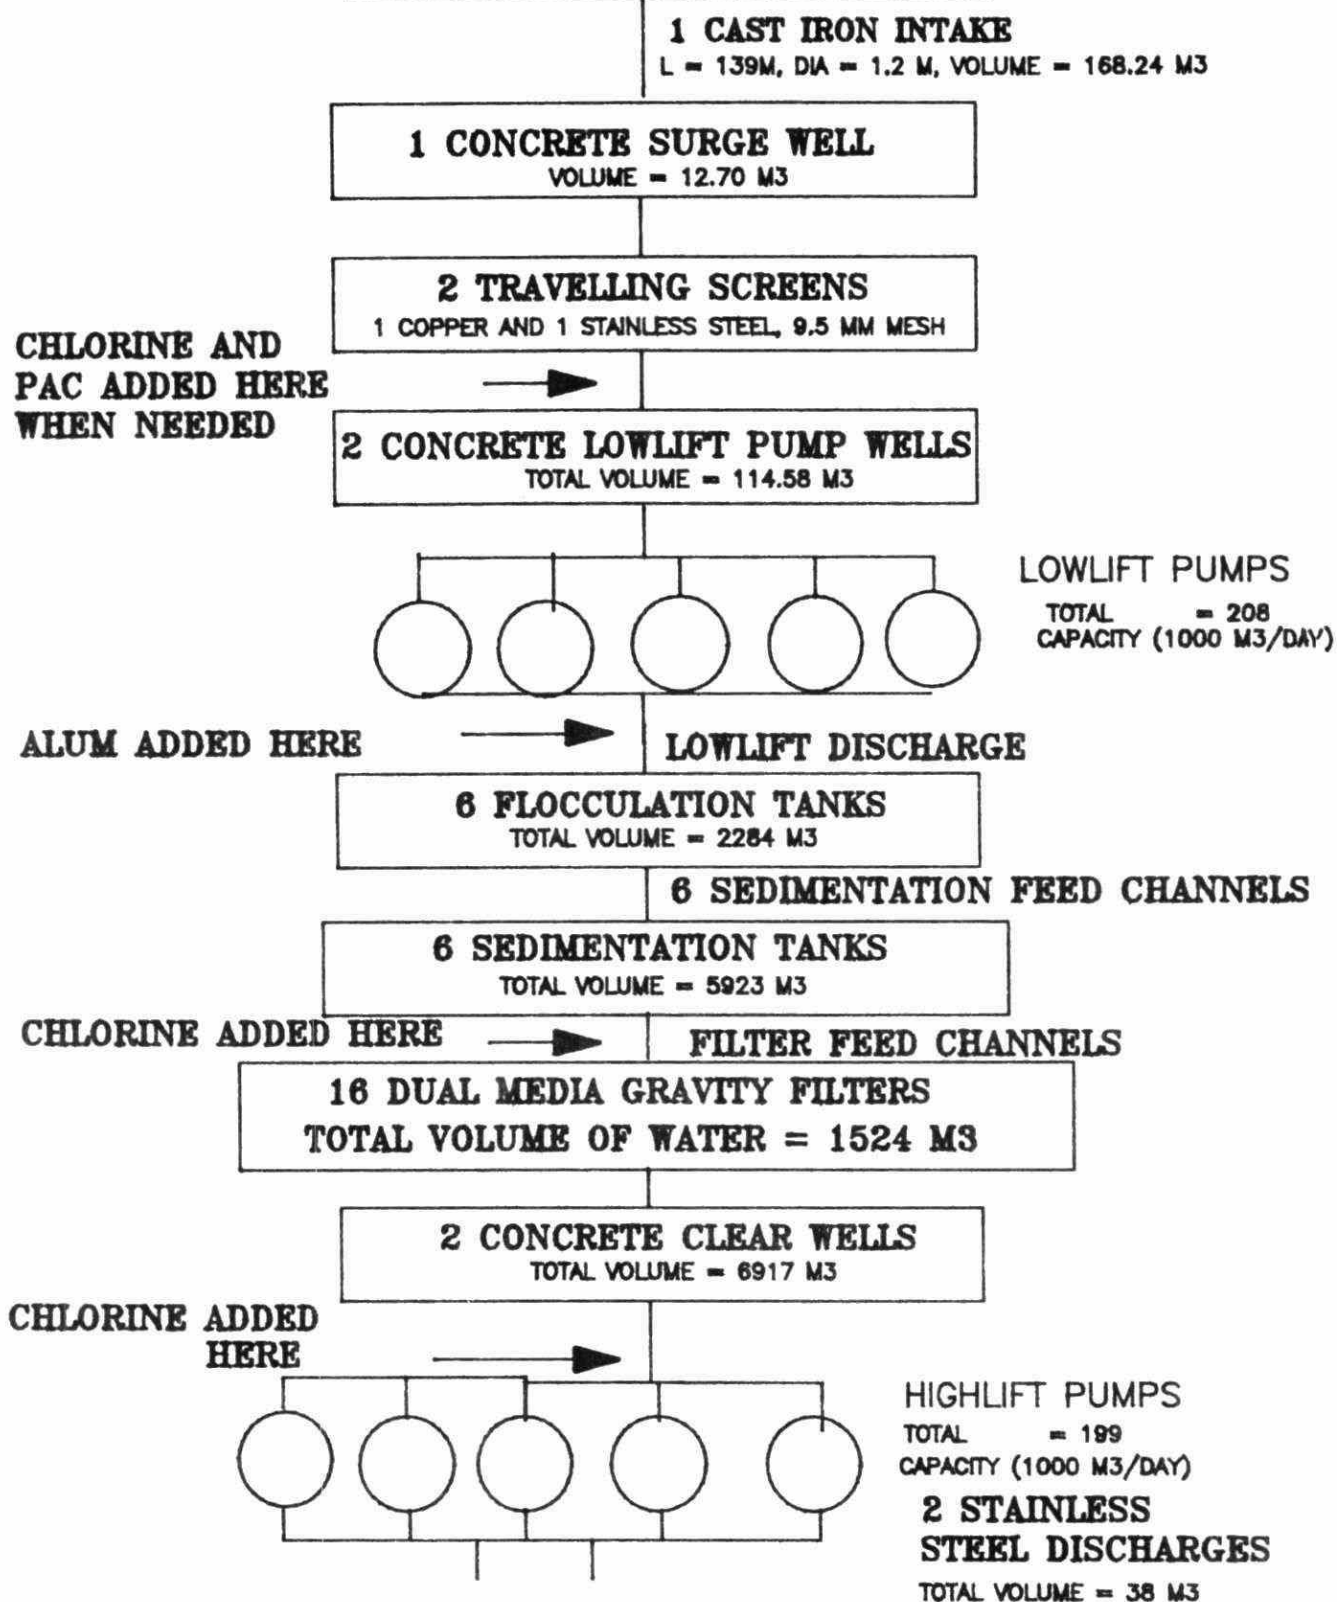 1 CAST IRON INTAKE
L = 139M, DIA = 1.2 M, VOLUME = 168.24 M3
1 CONCRETE SURGE WELL
VOLUME = 12.70 M3
2 TRAVELLING SCREENS
1 COPPER AND 1 STAINLESS STEEL, 9.5 MM MESH
CHLORINE AND
PAC ADDED HERE
WHEN NEEDED
2 CONCRETE LOWLIFT PUMP WELLS
TOTAL VOLUME = 114.58 M3
LOWLIFT PUMPS
TOTAL = 208
CAPACITY (1000 M3/DAY)
ALUM ADDED HERE
LOWLIFT DISCHARGE
6 FLOCCULATION TANKS
TOTAL VOLUME = 2284 M3
6 SEDIMENTATION FEED CHANNELS
6 SEDIMENTATION TANKS
TOTAL VOLUME = 5923 M3
CHLORINE ADDED HERE
FILTER FEED CHANNELS
16 DUAL MEDIA GRAVITY FILTERS
TOTAL VOLUME OF WATER = 1524 M3
2 CONCRETE CLEAR WELLS
TOTAL VOLUME = 6917 M3
CHLORINE ADDED
HERE
HIGHLIFT PUMPS
TOTAL = 199
CAPACITY (1000 M3/DAY)
2 STAINLESS
STEEL DISCHARGES
TOTAL VOLUME = 38 M3